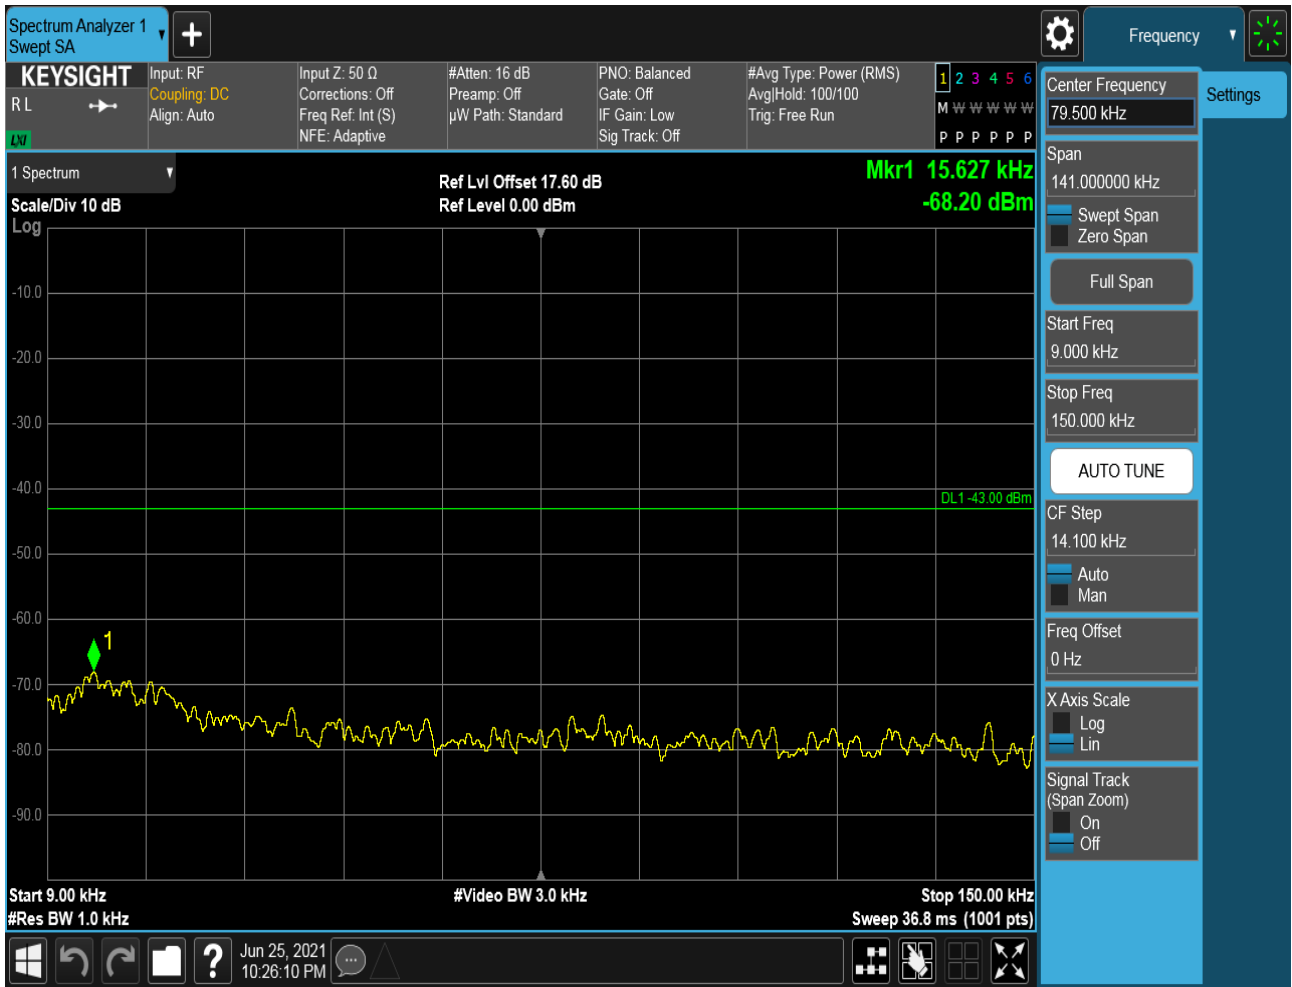 Spectrum Analyzer 1
Swept SA
Frequency
KEYSIGHT
R L
LXI
Input: RF
Coupling: DC
Align: Auto
Input Z: 50 Ω
Corrections: Off
Freq Ref: Int (S)
NFE: Adaptive
#Atten: 16 dB
Preamp: Off
µW Path: Standard
PNO: Balanced
Gate: Off
IF Gain: Low
Sig Track: Off
#Avg Type: Power (RMS)
Avg|Hold: 100/100
Trig: Free Run
1 2 3 4 5 6
M W W W W W
P P P P P P
1 Spectrum
Scale/Div 10 dB
Log
Ref Lvl Offset 17.60 dB
Ref Level 0.00 dBm
Mkr1 15.627 kHz
-68.20 dBm
-10.0
-20.0
-30.0
-40.0
DL1 -43.00 dBm
-50.0
-60.0
1
-70.0
-80.0
-90.0
Start 9.00 kHz
#Video BW 3.0 kHz
Stop 150.00 kHz
#Res BW 1.0 kHz
Sweep 36.8 ms (1001 pts)
?
Jun 25, 2021
10:26:10 PM
Center Frequency
79.500 kHz
Settings
Span
141.000000 kHz
Swept Span
Zero Span
Full Span
Start Freq
9.000 kHz
Stop Freq
150.000 kHz
AUTO TUNE
CF Step
14.100 kHz
Auto
Man
Freq Offset
0 Hz
X Axis Scale
Log
Lin
Signal Track
(Span Zoom)
On
Off